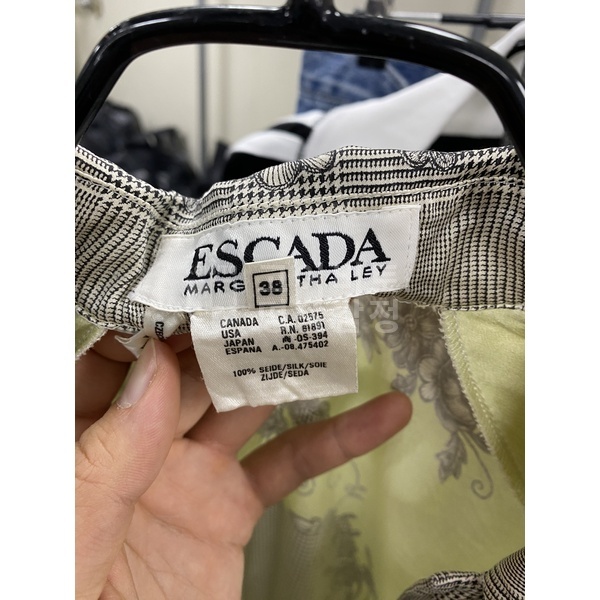 ESCADA
MARG THA LEY
38
CANADA C.A. 02575
USA R.N. 81891
JAPAN -OS-394
ESPANA A.-08.475402
100% SEIDE/SILK/SOIE
ZIJDE/SEDA